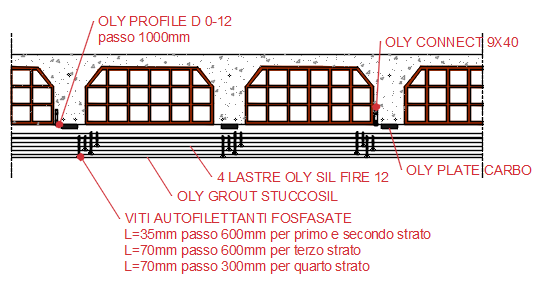 OLY PROFILE D 0-12
passo 1000mm
OLY CONNECT 9X40
OLY PLATE CARBO
4 LASTRE OLY SIL FIRE 12
OLY GROUT STUCCOSIL
VITI AUTOFILETTANTI FOSFASATE
L=35mm passo 600mm per primo e secondo strato
L=70mm passo 600mm per terzo strato
L=70mm passo 300mm per quarto strato